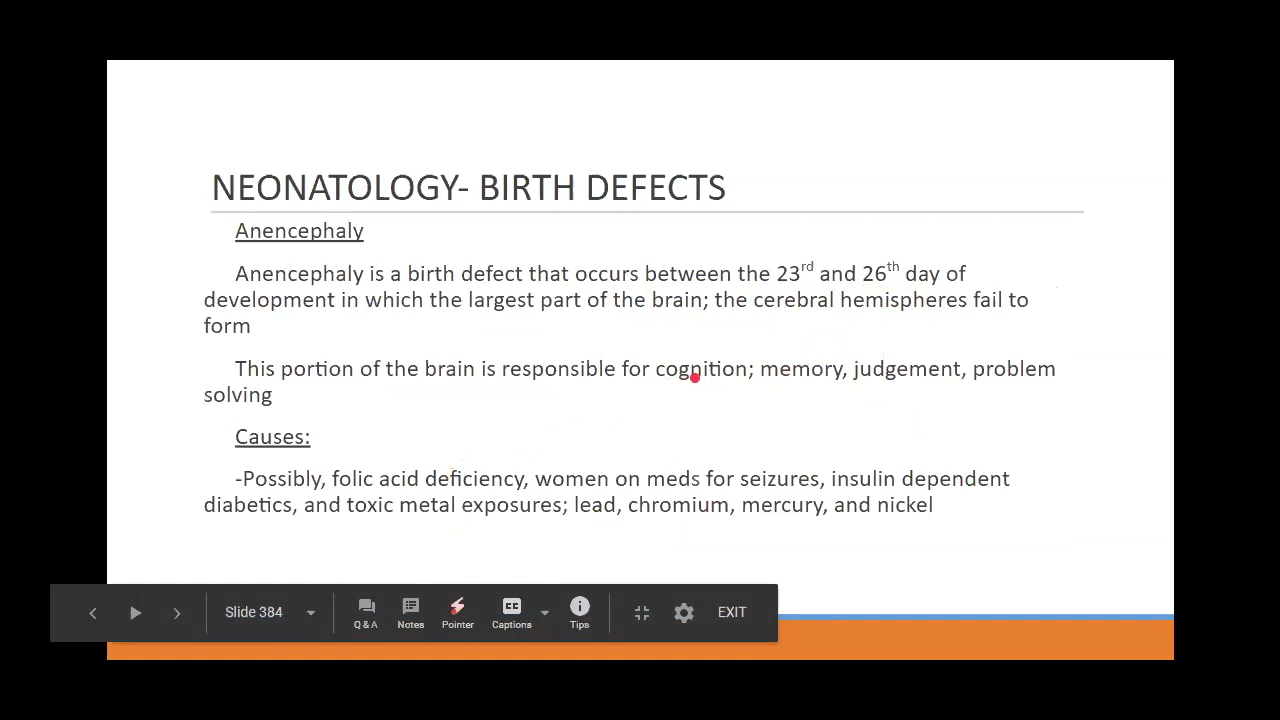 NEONATOLOGY- BIRTH DEFECTS
Anencephaly
Anencephaly is a birth defect that occurs between the 23rd and 26th day of
development in which the largest part of the brain; the cerebral hemispheres fail to
form
This portion of the brain is responsible for cognition; memory, judgement, problem
solving
Causes:
-Possibly, folic acid deficiency, women on meds for seizures, insulin dependent
diabetics, and toxic metal exposures; lead, chromium, mercury, and nickel
Slide 384
Q & A
Notes
Pointer
Captions
Tips
EXIT